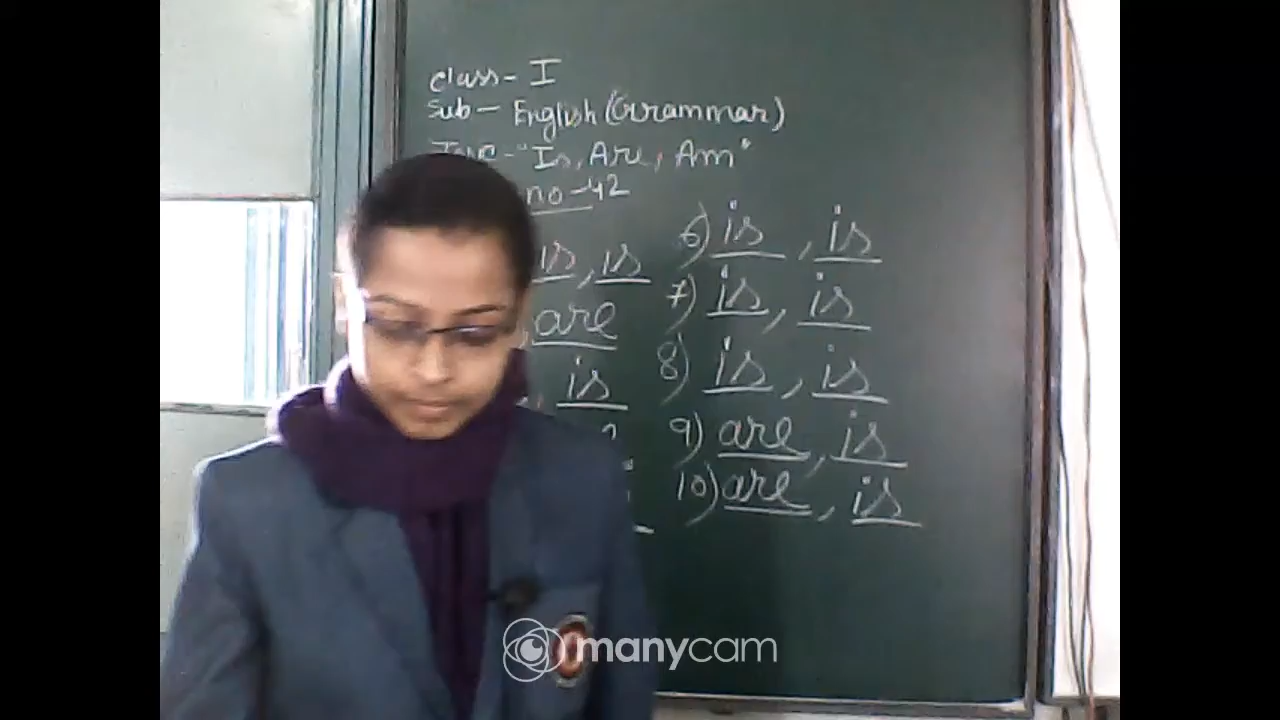 Class- I
Sub- English (Grammar)
"Is, Are, Am"
no-42
is, is
, are
, is
6) is, is
7) is, is
8) is, is
9) are, is
10) are, is
manycam